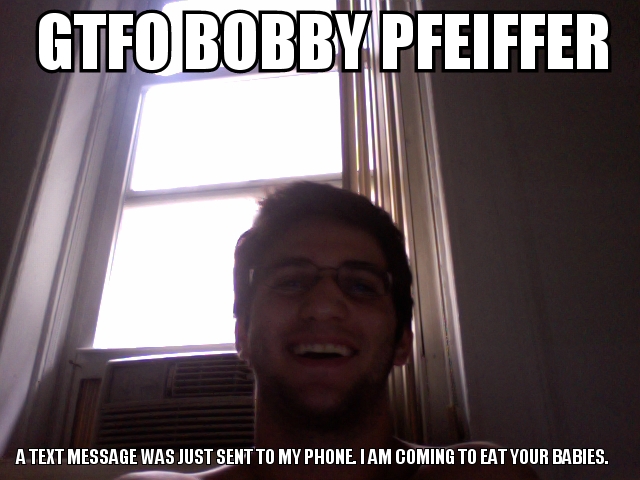 GTFO BOBBY PFEIFFER
A TEXT MESSAGE WAS JUST SENT TO MY PHONE. I AM COMING TO EAT YOUR BABIES.